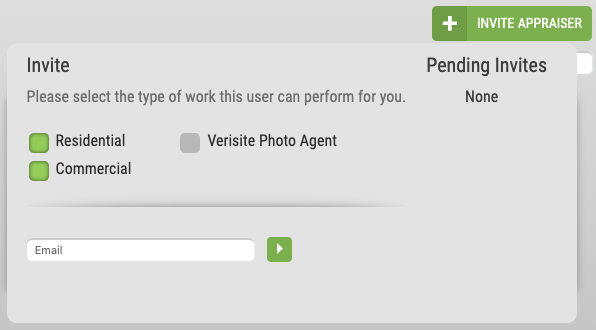 INVITE APPRAISER
Invite
Pending Invites
Please select the type of work this user can perform for you.
None
Residential
Verisite Photo Agent
Commercial
Email